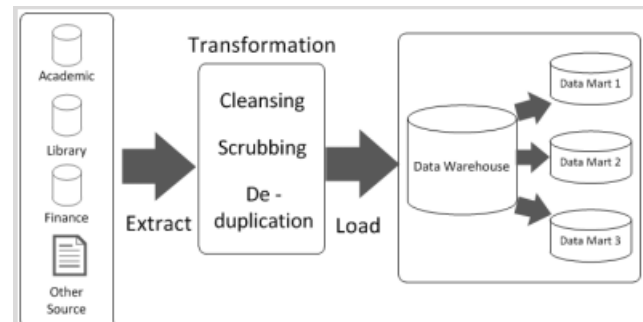 Academic
Library
Finance
Other
Source
Extract
Transformation
Cleansing
Scrubbing
De -
duplication
Load
Data Warehouse
Data Mart 1
Data Mart 2
Data Mart 3